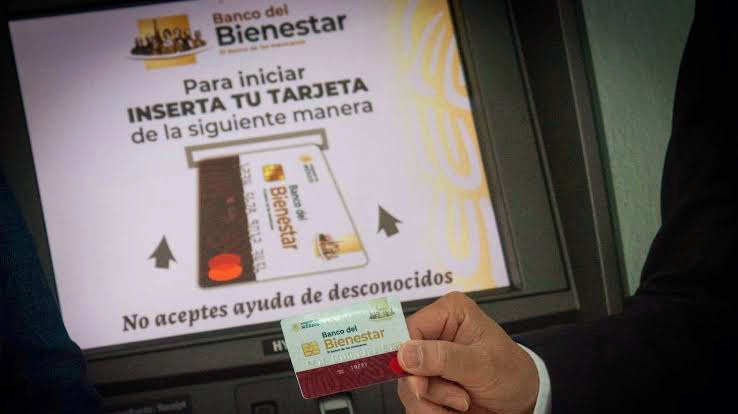 Banco del
Bienestar
El banco de los mexicanos
Para iniciar
INSERTA TU TARJETA
de la siguiente manera
Banco del
Bienestar
No aceptes ayuda de desconocidos
MÉXICO
Banco del
Bienestar